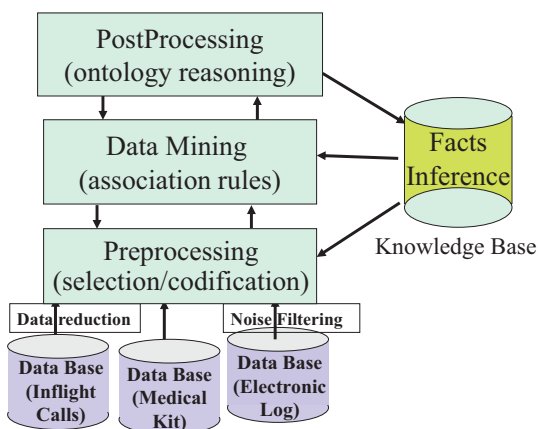 PostProcessing
(ontology reasoning)
Data Mining
(association rules)
Facts
Inference
Knowledge Base
Preprocessing
(selection/codification)
Data reduction
Noise Filtering
Data Base
(Inflight
Calls)
Data Base
(Medical
Kit)
Data Base
(Electronic
Log)